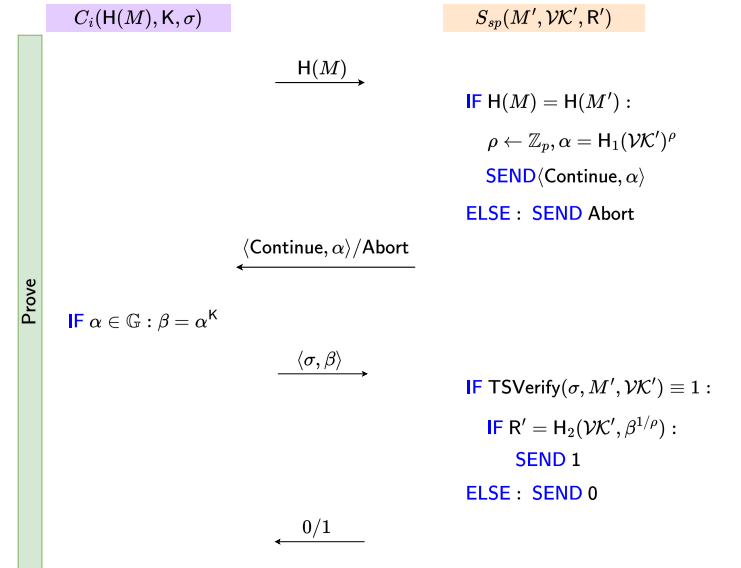 C_i(H(M), K, σ)
S_sp(M′, 𝒱𝒦′, R′)
H(M)
IF H(M) = H(M′) :
ρ ← ℤ_p, α = H_1(𝒱𝒦′)^ρ
SEND⟨Continue, α⟩
ELSE : SEND Abort
⟨Continue, α⟩/Abort
Prove
IF α ∈ 𝔾 : β = α^K
⟨σ, β⟩
IF TSVerify(σ, M′, 𝒱𝒦′) ≡ 1 :
IF R′ = H_2(𝒱𝒦′, β^{1/ρ}) :
SEND 1
ELSE : SEND 0
0/1